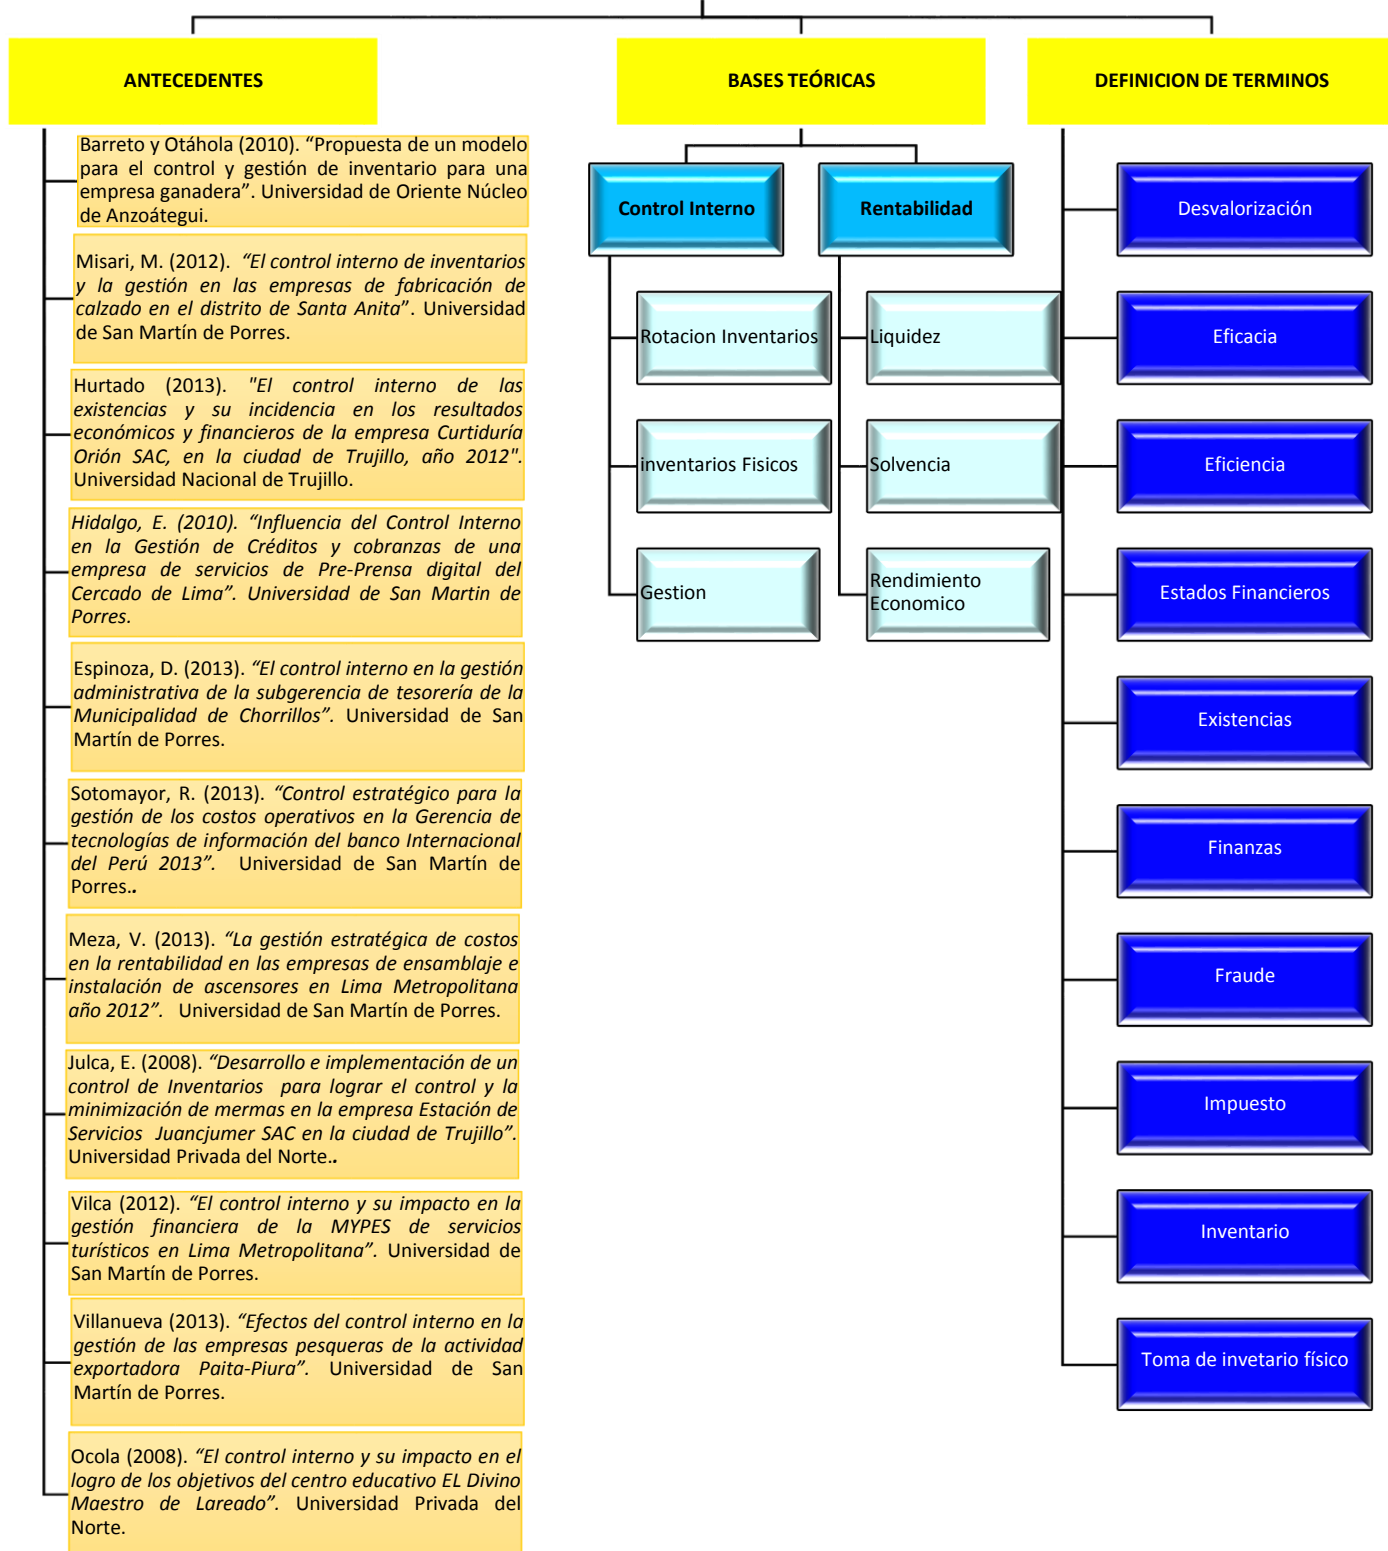 ANTECEDENTES
Barreto y Otáhola (2010). “Propuesta de un modelo
para el control y gestión de inventario para una
empresa ganadera”. Universidad de Oriente Núcleo
de Anzoátegui.
Misari, M. (2012). “El control interno de inventarios
y la gestión en las empresas de fabricación de
calzado en el distrito de Santa Anita”. Universidad
de San Martín de Porres.
Hurtado (2013). "El control interno de las
existencias y su incidencia en los resultados
económicos y financieros de la empresa Curtiduría
Orión SAC, en la ciudad de Trujillo, año 2012".
Universidad Nacional de Trujillo.
Hidalgo, E. (2010). “Influencia del Control Interno
en la Gestión de Créditos y cobranzas de una
empresa de servicios de Pre-Prensa digital del
Cercado de Lima”. Universidad de San Martin de
Porres.
Espinoza, D. (2013). “El control interno en la gestión
administrativa de la subgerencia de tesorería de la
Municipalidad de Chorrillos”. Universidad de San
Martín de Porres.
Sotomayor, R. (2013). “Control estratégico para la
gestión de los costos operativos en la Gerencia de
tecnologías de información del banco Internacional
del Perú 2013”. Universidad de San Martín de
Porres..
Meza, V. (2013). “La gestión estratégica de costos
en la rentabilidad en las empresas de ensamblaje e
instalación de ascensores en Lima Metropolitana
año 2012”. Universidad de San Martín de Porres.
Julca, E. (2008). “Desarrollo e implementación de un
control de Inventarios para lograr el control y la
minimización de mermas en la empresa Estación de
Servicios Juancjumer SAC en la ciudad de Trujillo”.
Universidad Privada del Norte..
Vilca (2012). “El control interno y su impacto en la
gestión financiera de la MYPES de servicios
turísticos en Lima Metropolitana”. Universidad de
San Martín de Porres.
Villanueva (2013). “Efectos del control interno en la
gestión de las empresas pesqueras de la actividad
exportadora Paita-Piura”. Universidad de San
Martín de Porres.
Ocola (2008). “El control interno y su impacto en el
logro de los objetivos del centro educativo EL Divino
Maestro de Lareado”. Universidad Privada del
Norte.
BASES TEÓRICAS
Control Interno
Rotacion Inventarios
inventarios Fisicos
Gestion
Rentabilidad
Liquidez
Solvencia
Rendimiento
Economico
DEFINICION DE TERMINOS
Desvalorización
Eficacia
Eficiencia
Estados Financieros
Existencias
Finanzas
Fraude
Impuesto
Inventario
Toma de invetario físico